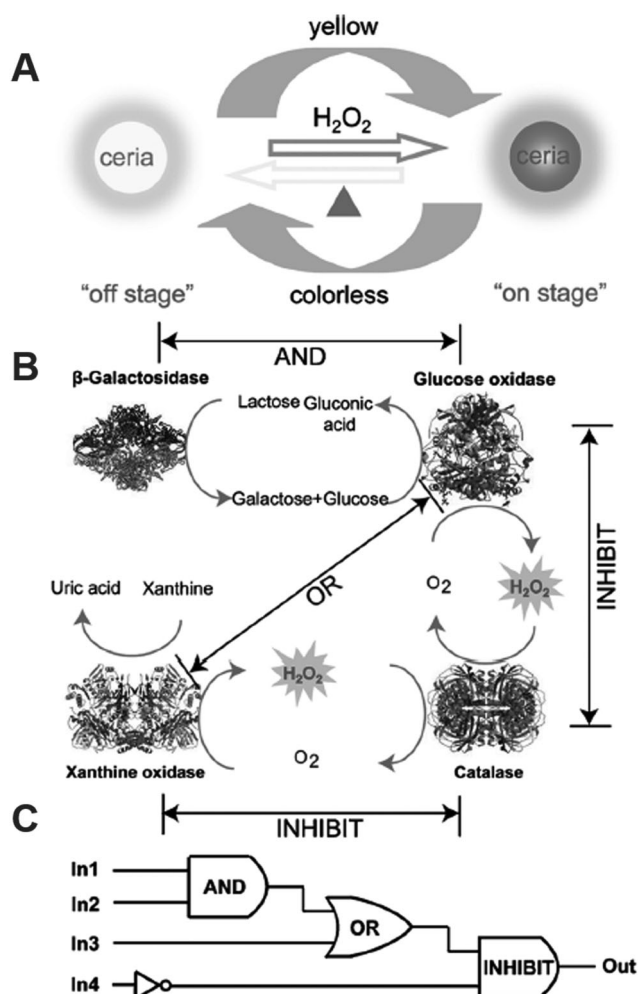 A
yellow
H₂O₂
ceria
ceria
"off stage"
colorless
"on stage"
AND
B
β-Galactosidase
Glucose oxidase
Lactose
Gluconic
acid
Galactose+Glucose
INHIBIT
OR
O₂
H₂O₂
Uric acid
Xanthine
H₂O₂
O₂
Xanthine oxidase
Catalase
INHIBIT
C
In1
AND
In2
OR
In3
INHIBIT
Out
In4